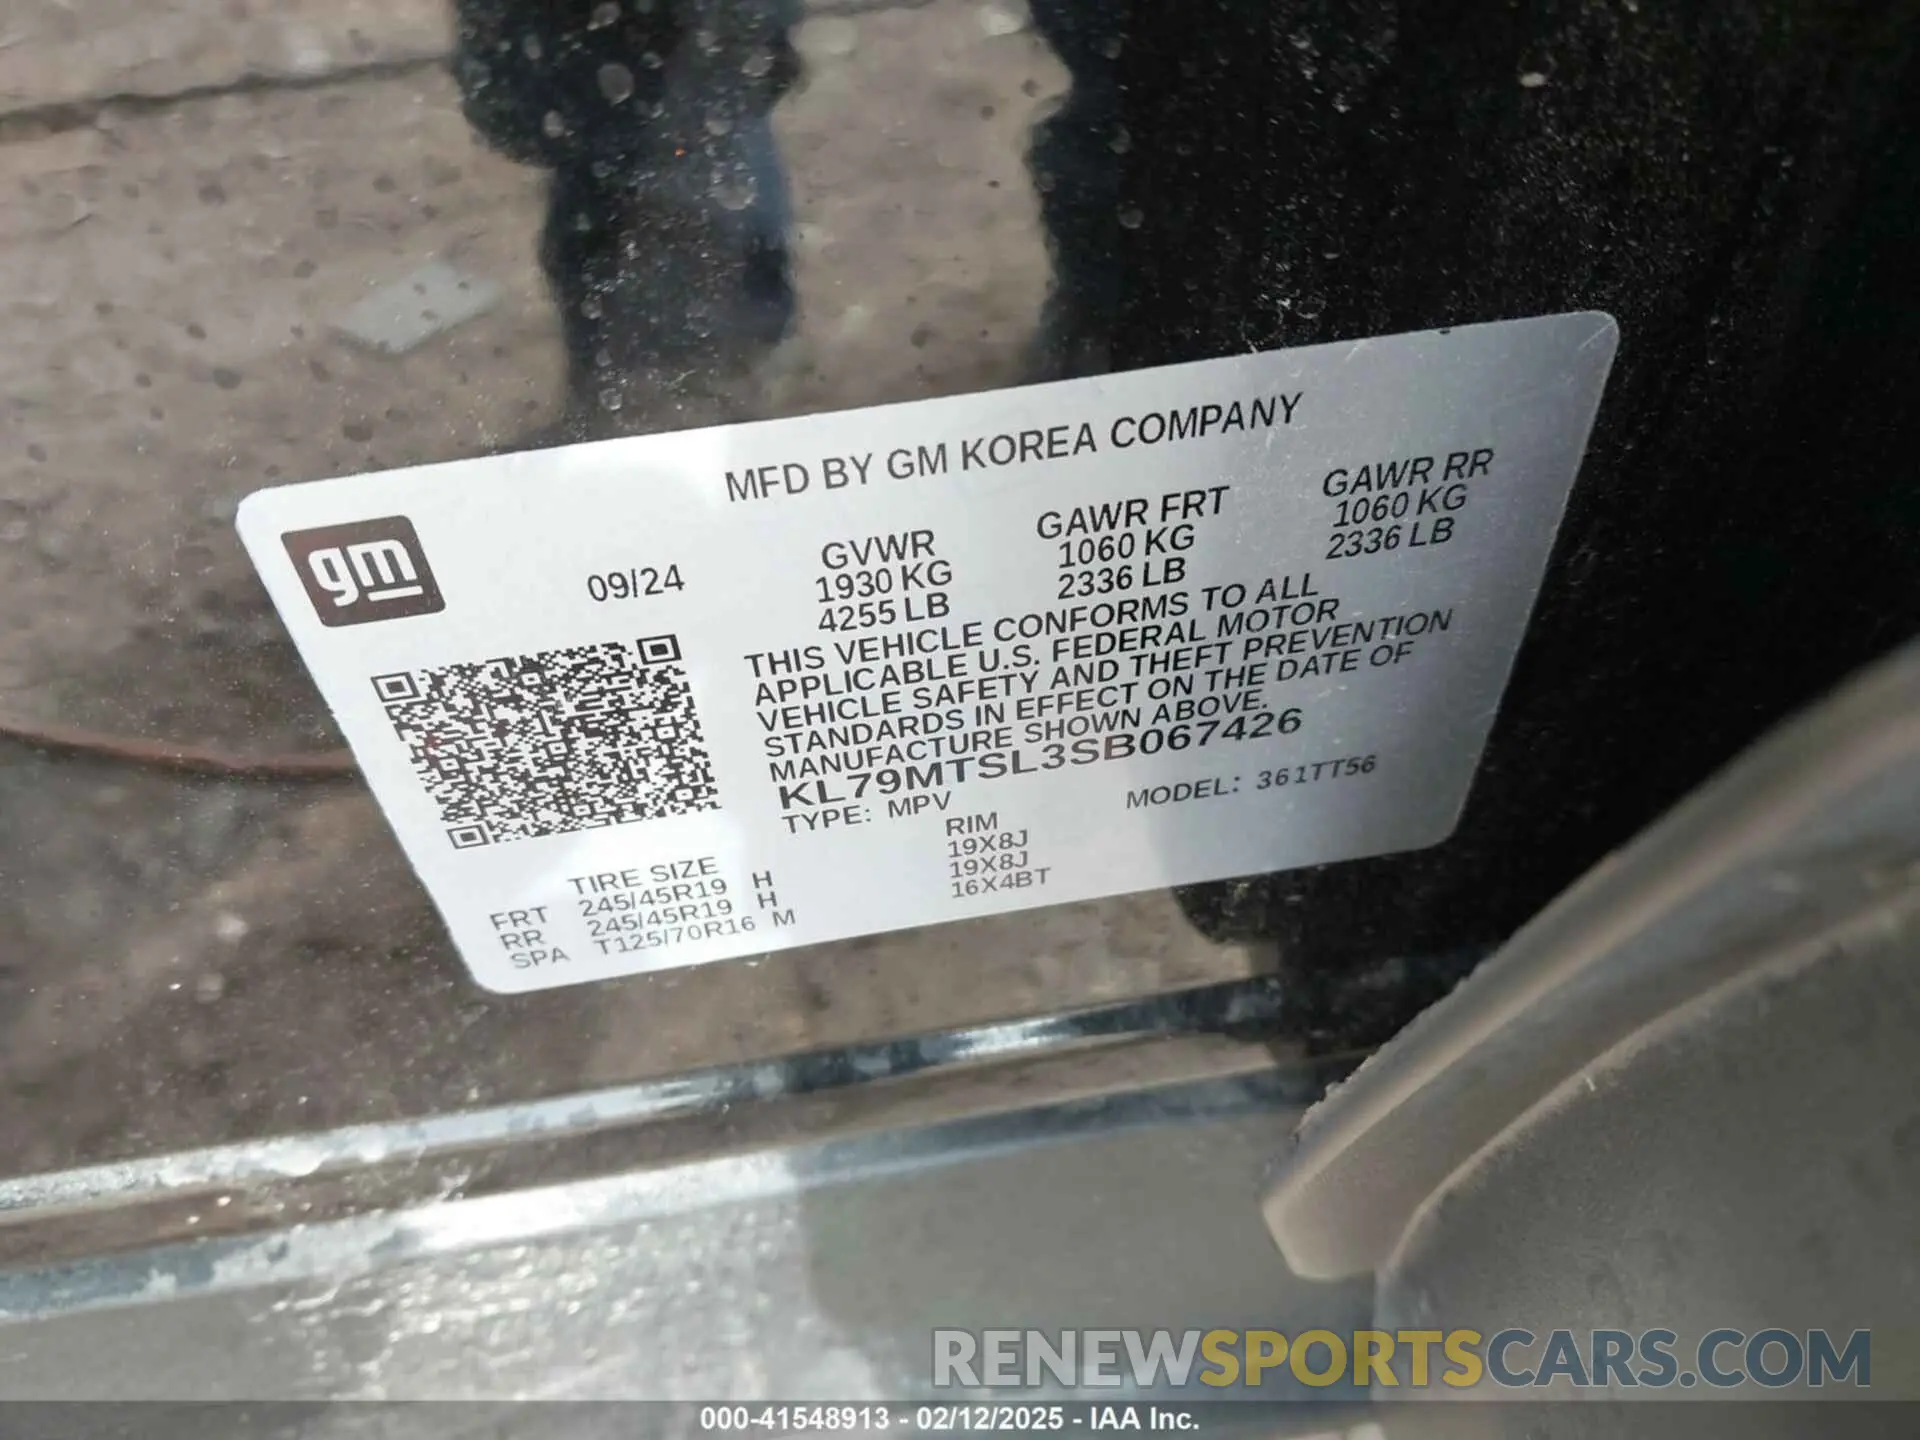 MFD BY GM KOREA COMPANY
gm
09/24
GVWR
1930 KG
4255 LB
GAWR FRT
1060 KG
2336 LB
GAWR RR
1060 KG
2336 LB
THIS VEHICLE CONFORMS TO ALL
APPLICABLE U.S. FEDERAL MOTOR
VEHICLE SAFETY AND THEFT PREVENTION
STANDARDS IN EFFECT ON THE DATE OF
MANUFACTURE SHOWN ABOVE.
KL79MTSL3SB067426
TYPE: MPV
MODEL: 361TT56
TIRE SIZE RIM
FRT 245/45R19 H 19X8J
RR 245/45R19 H 19X8J
SPA T125/70R16 M 16X4BT
RENEWSPORTSCARS.COM
000-41548913 - 02/12/2025 - IAA Inc.